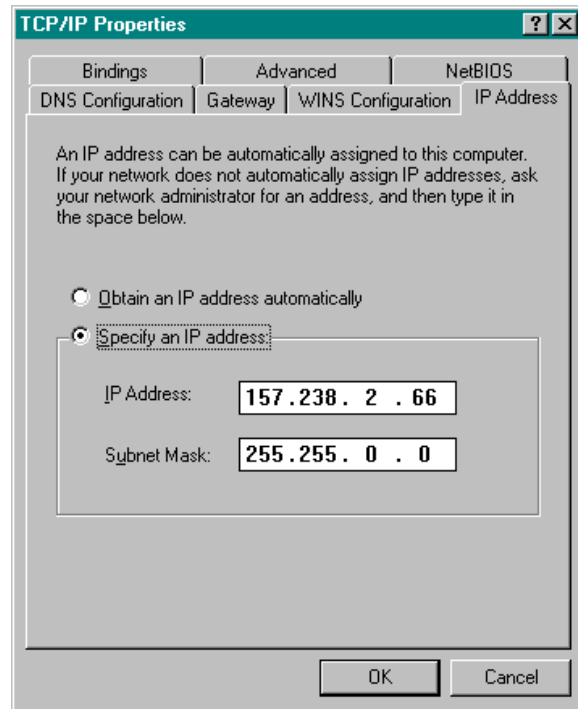 TCP/IP Properties
Bindings Advanced NetBIOS
DNS Configuration Gateway WINS Configuration IP Address
An IP address can be automatically assigned to this computer.
If your network does not automatically assign IP addresses, ask
your network administrator for an address, and then type it in
the space below.
Obtain an IP address automatically
Specify an IP address:
IP Address: 157.238. 2 .66
Subnet Mask: 255.255. 0 . 0
OK Cancel